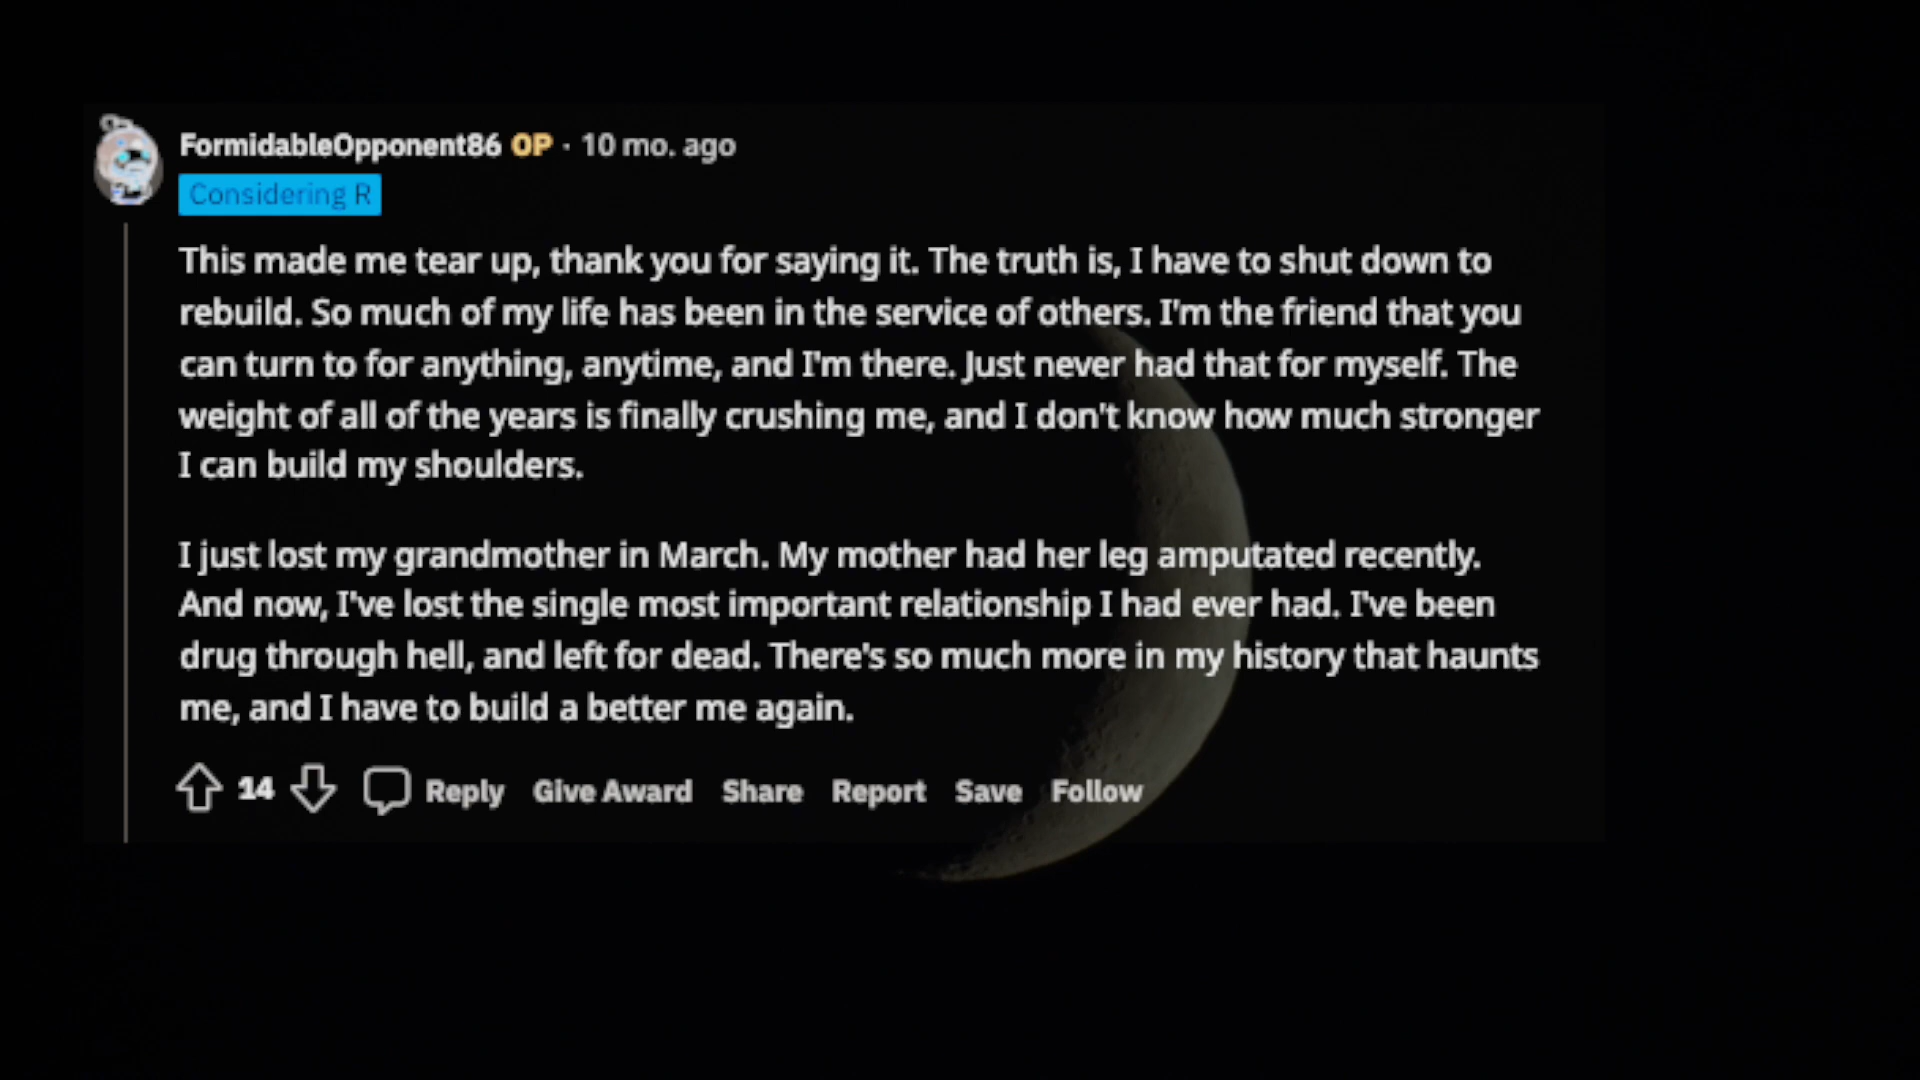 FormidableOpponent86 OP · 10 mo. ago
Considering R
This made me tear up, thank you for saying it. The truth is, I have to shut down to
rebuild. So much of my life has been in the service of others. I'm the friend that you
can turn to for anything, anytime, and I'm there. Just never had that for myself. The
weight of all of the years is finally crushing me, and I don't know how much stronger
I can build my shoulders.
I just lost my grandmother in March. My mother had her leg amputated recently.
And now, I've lost the single most important relationship I had ever had. I've been
drug through hell, and left for dead. There's so much more in my history that haunts
me, and I have to build a better me again.
14 Reply Give Award Share Report Save Follow